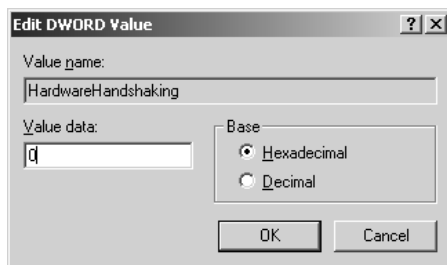 Edit DWORD Value
Value name:
HardwareHandshaking
Value data:
0
Base
Hexadecimal
Decimal
OK
Cancel